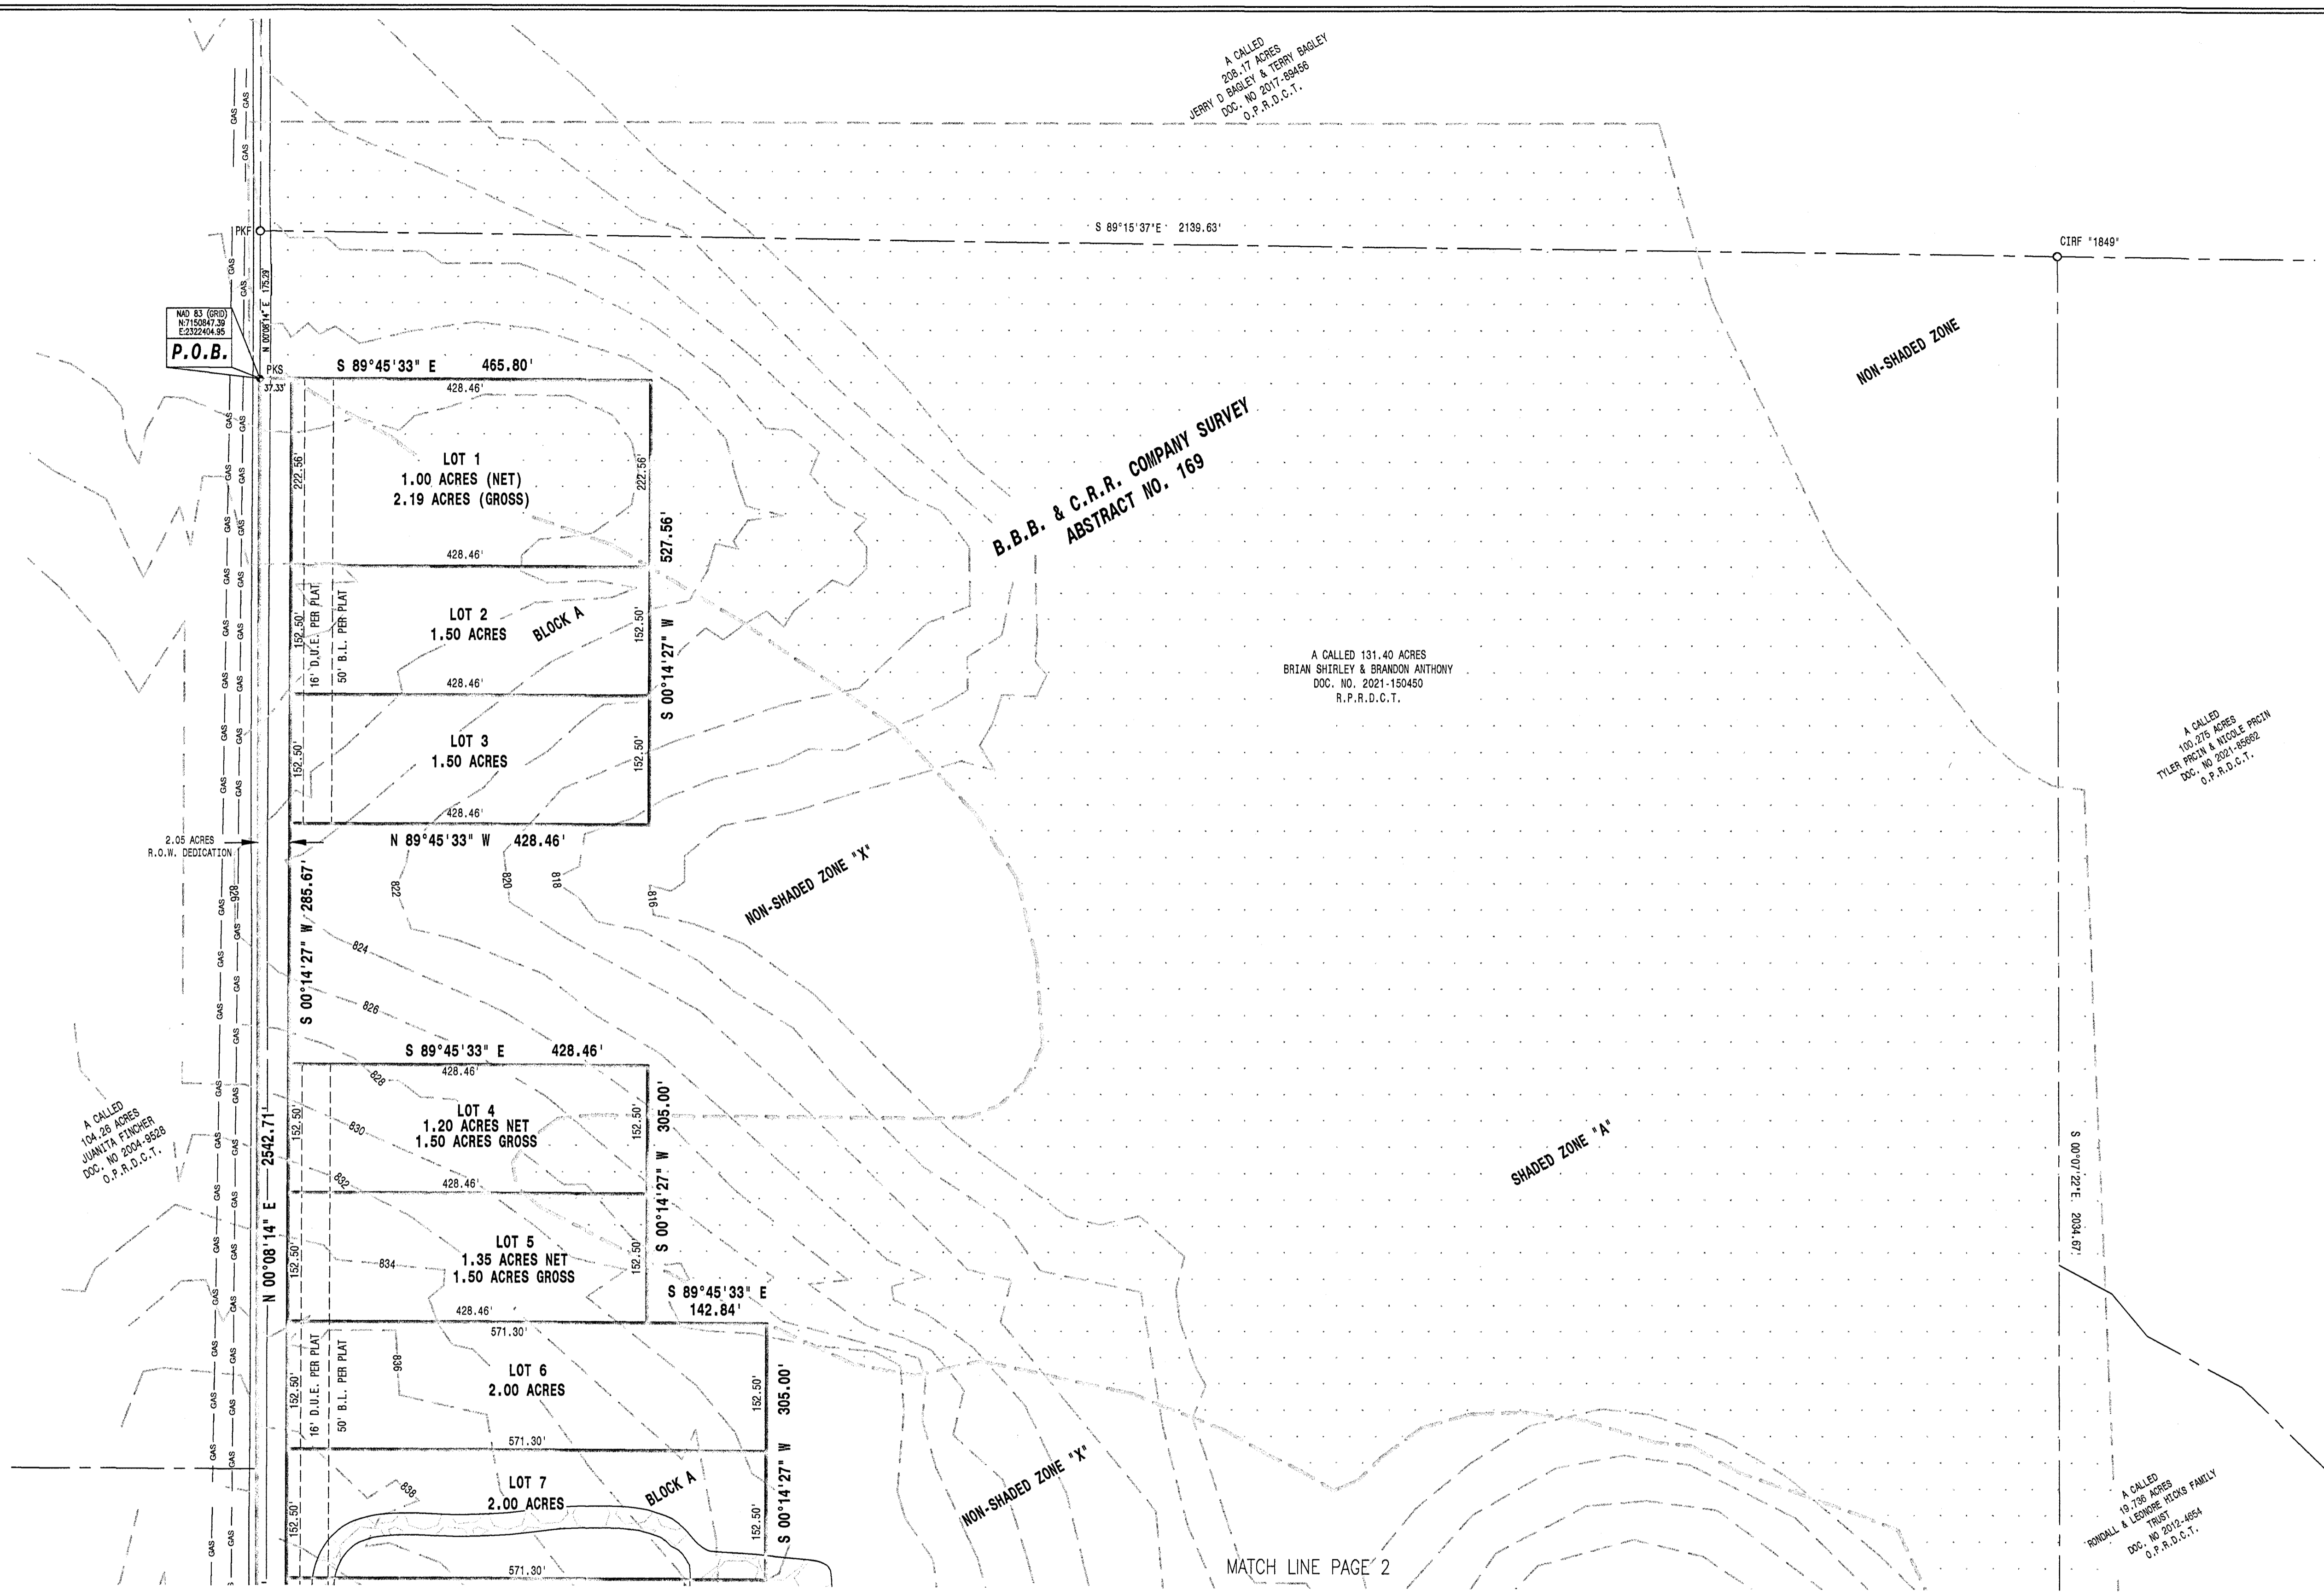 A CALLED
208.17 ACRES
JERRY D BAGLEY & TERRY BAGLEY
DOC. NO 2017-89456
O.P.R.D.C.T.
GAS
GAS
GAS
PKF
S 89°15'37"E 2139.63'
CIRF "1849"
N 00°08'14" E 175.29'
NAD 83 (GRID)
N:7150847.39
E:2322404.95
P.O.B.
PKS
37.33'
S 89°45'33" E 465.80'
428.46'
NON-SHADED ZONE
B.B.B. & C.R.R. COMPANY SURVEY
ABSTRACT NO. 169
LOT 1
1.00 ACRES (NET)
2.19 ACRES (GROSS)
222.56'
222.56'
428.46'
527.56'
S 00°14'27" W
16' D.U.E. PER PLAT
50' B.L. PER PLAT
152.50'
LOT 2
1.50 ACRES
BLOCK A
152.50'
428.46'
A CALLED 131.40 ACRES
BRIAN SHIRLEY & BRANDON ANTHONY
DOC. NO. 2021-150450
R.P.R.D.C.T.
152.50'
LOT 3
1.50 ACRES
152.50'
428.46'
A CALLED
100.275 ACRES
TYLER PRCIN & NICOLE PRCIN
DOC. NO 2021-85662
O.P.R.D.C.T.
N 89°45'33" W 428.46'
2.05 ACRES
R.O.W. DEDICATION
826
S 00°14'27" W 285.67'
822
820
818
816
NON-SHADED ZONE "X"
824
826
S 89°45'33" E 428.46'
428.46'
828
A CALLED
104.26 ACRES
JUANITA FINCHER
DOC. NO 2004-9528
O.P.R.D.C.T.
N 00°08'14" E 2542.71'
152.50'
LOT 4
1.20 ACRES NET
1.50 ACRES GROSS
152.50'
S 00°14'27" W 305.00'
830
832
428.46'
SHADED ZONE "A"
S 00°07'22"E 2034.67'
152.50'
LOT 5
1.35 ACRES NET
1.50 ACRES GROSS
152.50'
834
428.46'
S 89°45'33" E
142.84'
571.30'
16' D.U.E. PER PLAT
50' B.L. PER PLAT
836
152.50'
LOT 6
2.00 ACRES
152.50'
S 00°14'27" W 305.00'
571.30'
152.50'
838
LOT 7
2.00 ACRES
BLOCK A
152.50'
571.30'
NON-SHADED ZONE "X"
A CALLED
19.736 ACRES
RONDALL & LEONORE HICKS FAMILY
TRUST
DOC. NO 2012-4654
O.P.R.D.C.T.
MATCH LINE PAGE 2